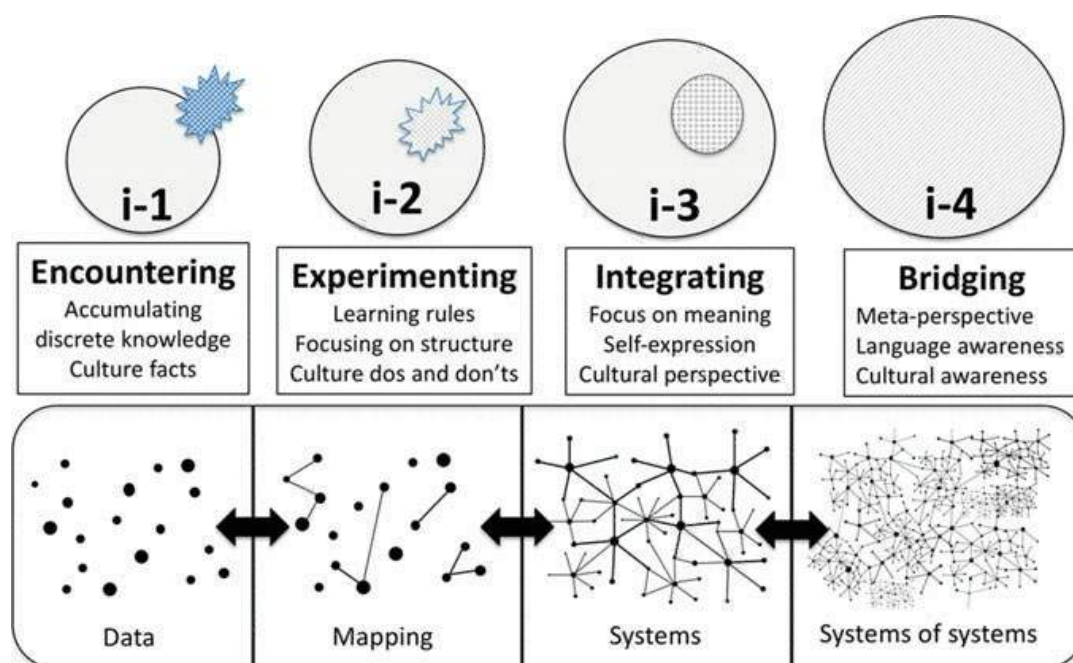 i-1
i-2
i-3
i-4
Encountering
Accumulating
discrete knowledge
Culture facts
Experimenting
Learning rules
Focusing on structure
Culture dos and don'ts
Integrating
Focus on meaning
Self-expression
Cultural perspective
Bridging
Meta-perspective
Language awareness
Cultural awareness
Data
Mapping
Systems
Systems of systems